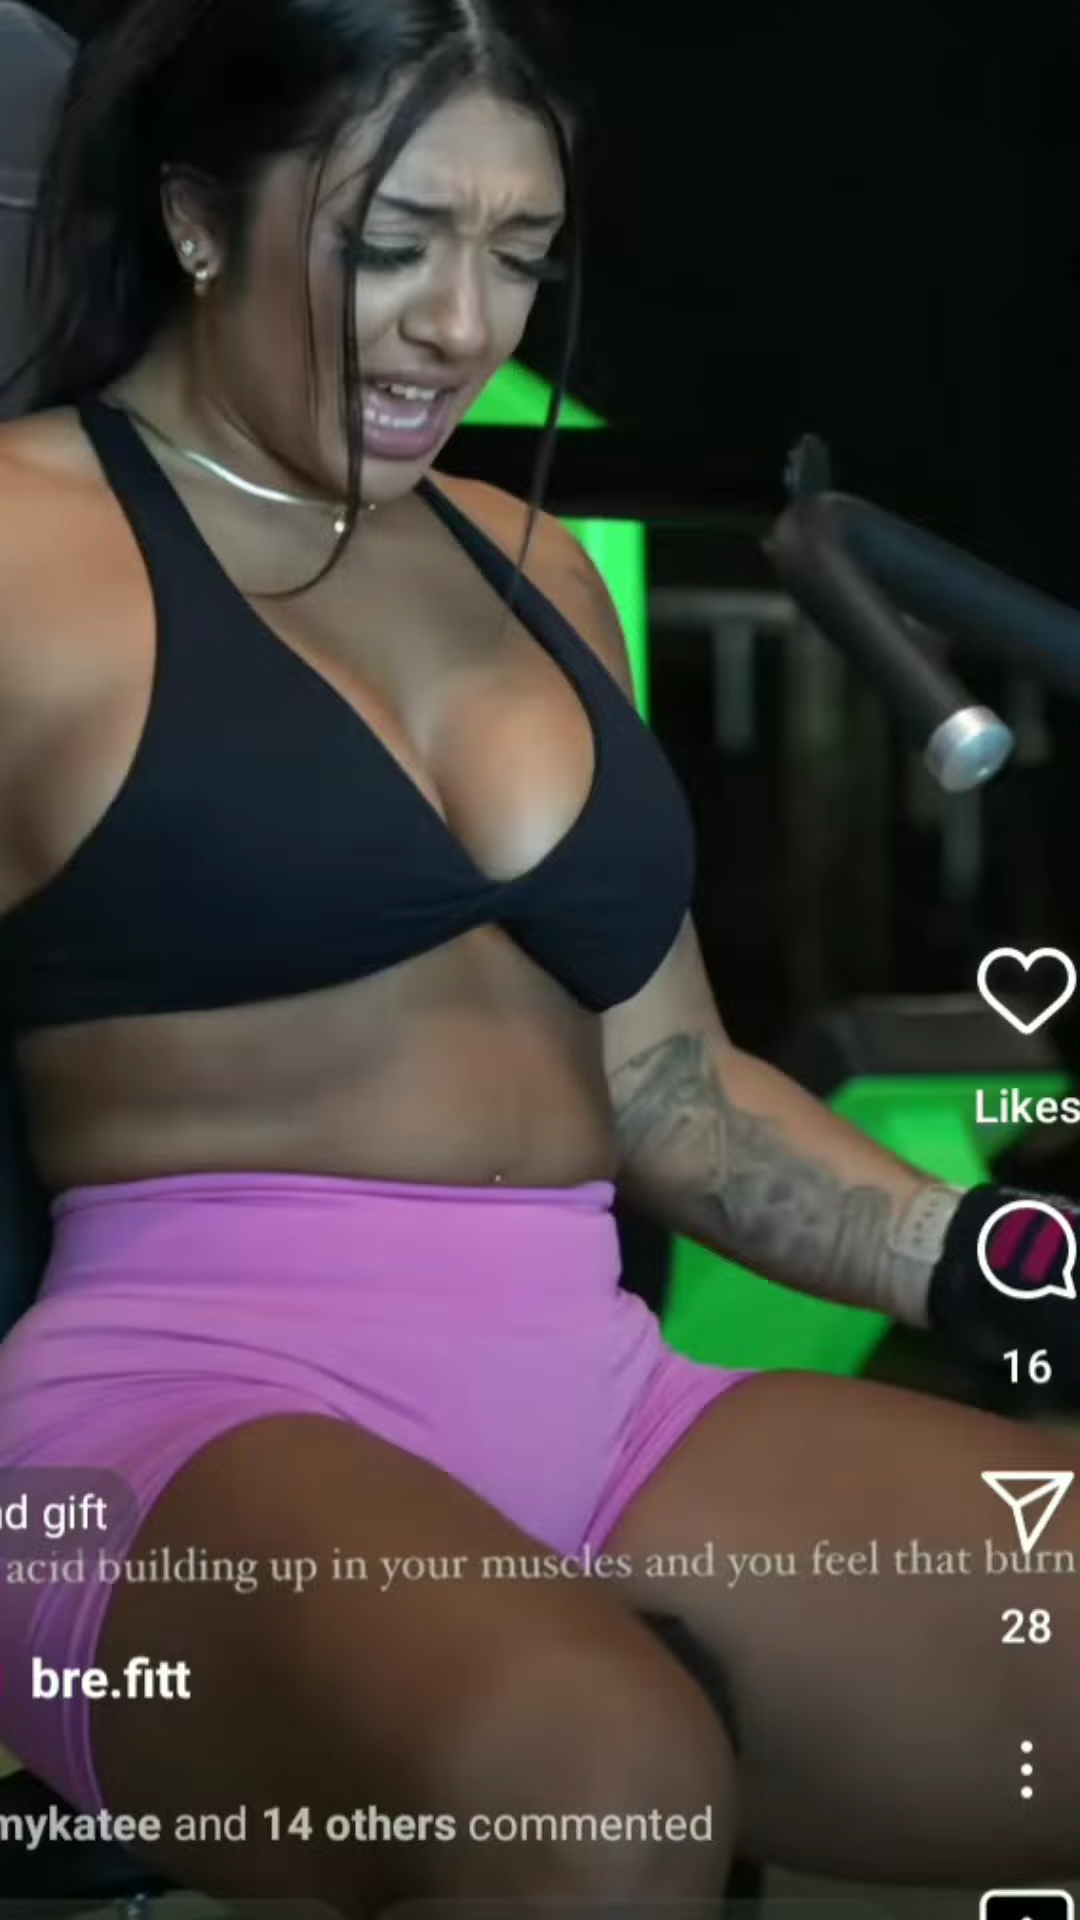 Likes
16
d gift
acid building up in your muscles and you feel that burn
28
bre.fitt
mykatee and 14 others commented